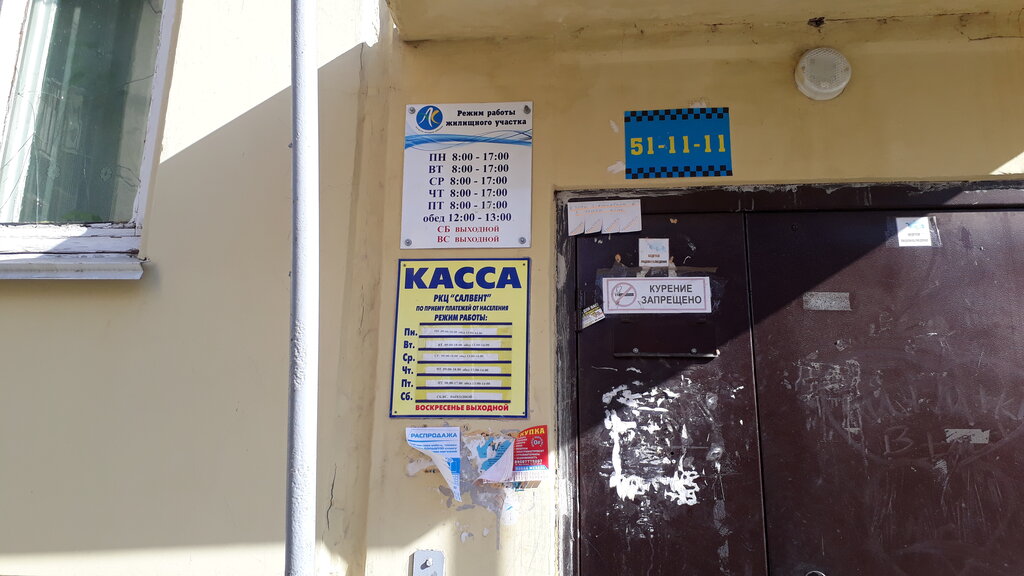 Режим работы
жилищного участка
ПН 8:00 - 17:00
ВТ 8:00 - 17:00
СР 8:00 - 17:00
ЧТ 8:00 - 17:00
ПТ 8:00 - 17:00
обед 12:00 - 13:00
СБ ВЫХОДНОЙ
ВС ВЫХОДНОЙ
51-11-11
КУРЕНИЕ
ЗАПРЕЩЕНО
КАССА
РКЦ "САЛВЕНТ"
ПО ПРИЕМУ ПЛАТЕЖЕЙ ОТ НАСЕЛЕНИЯ
РЕЖИМ РАБОТЫ:
Пн.
Вт.
Ср.
Чт.
Пт.
Сб.
ВОСКРЕСЕНЬЕ ВЫХОДНОЙ
РАСПРОДАЖА